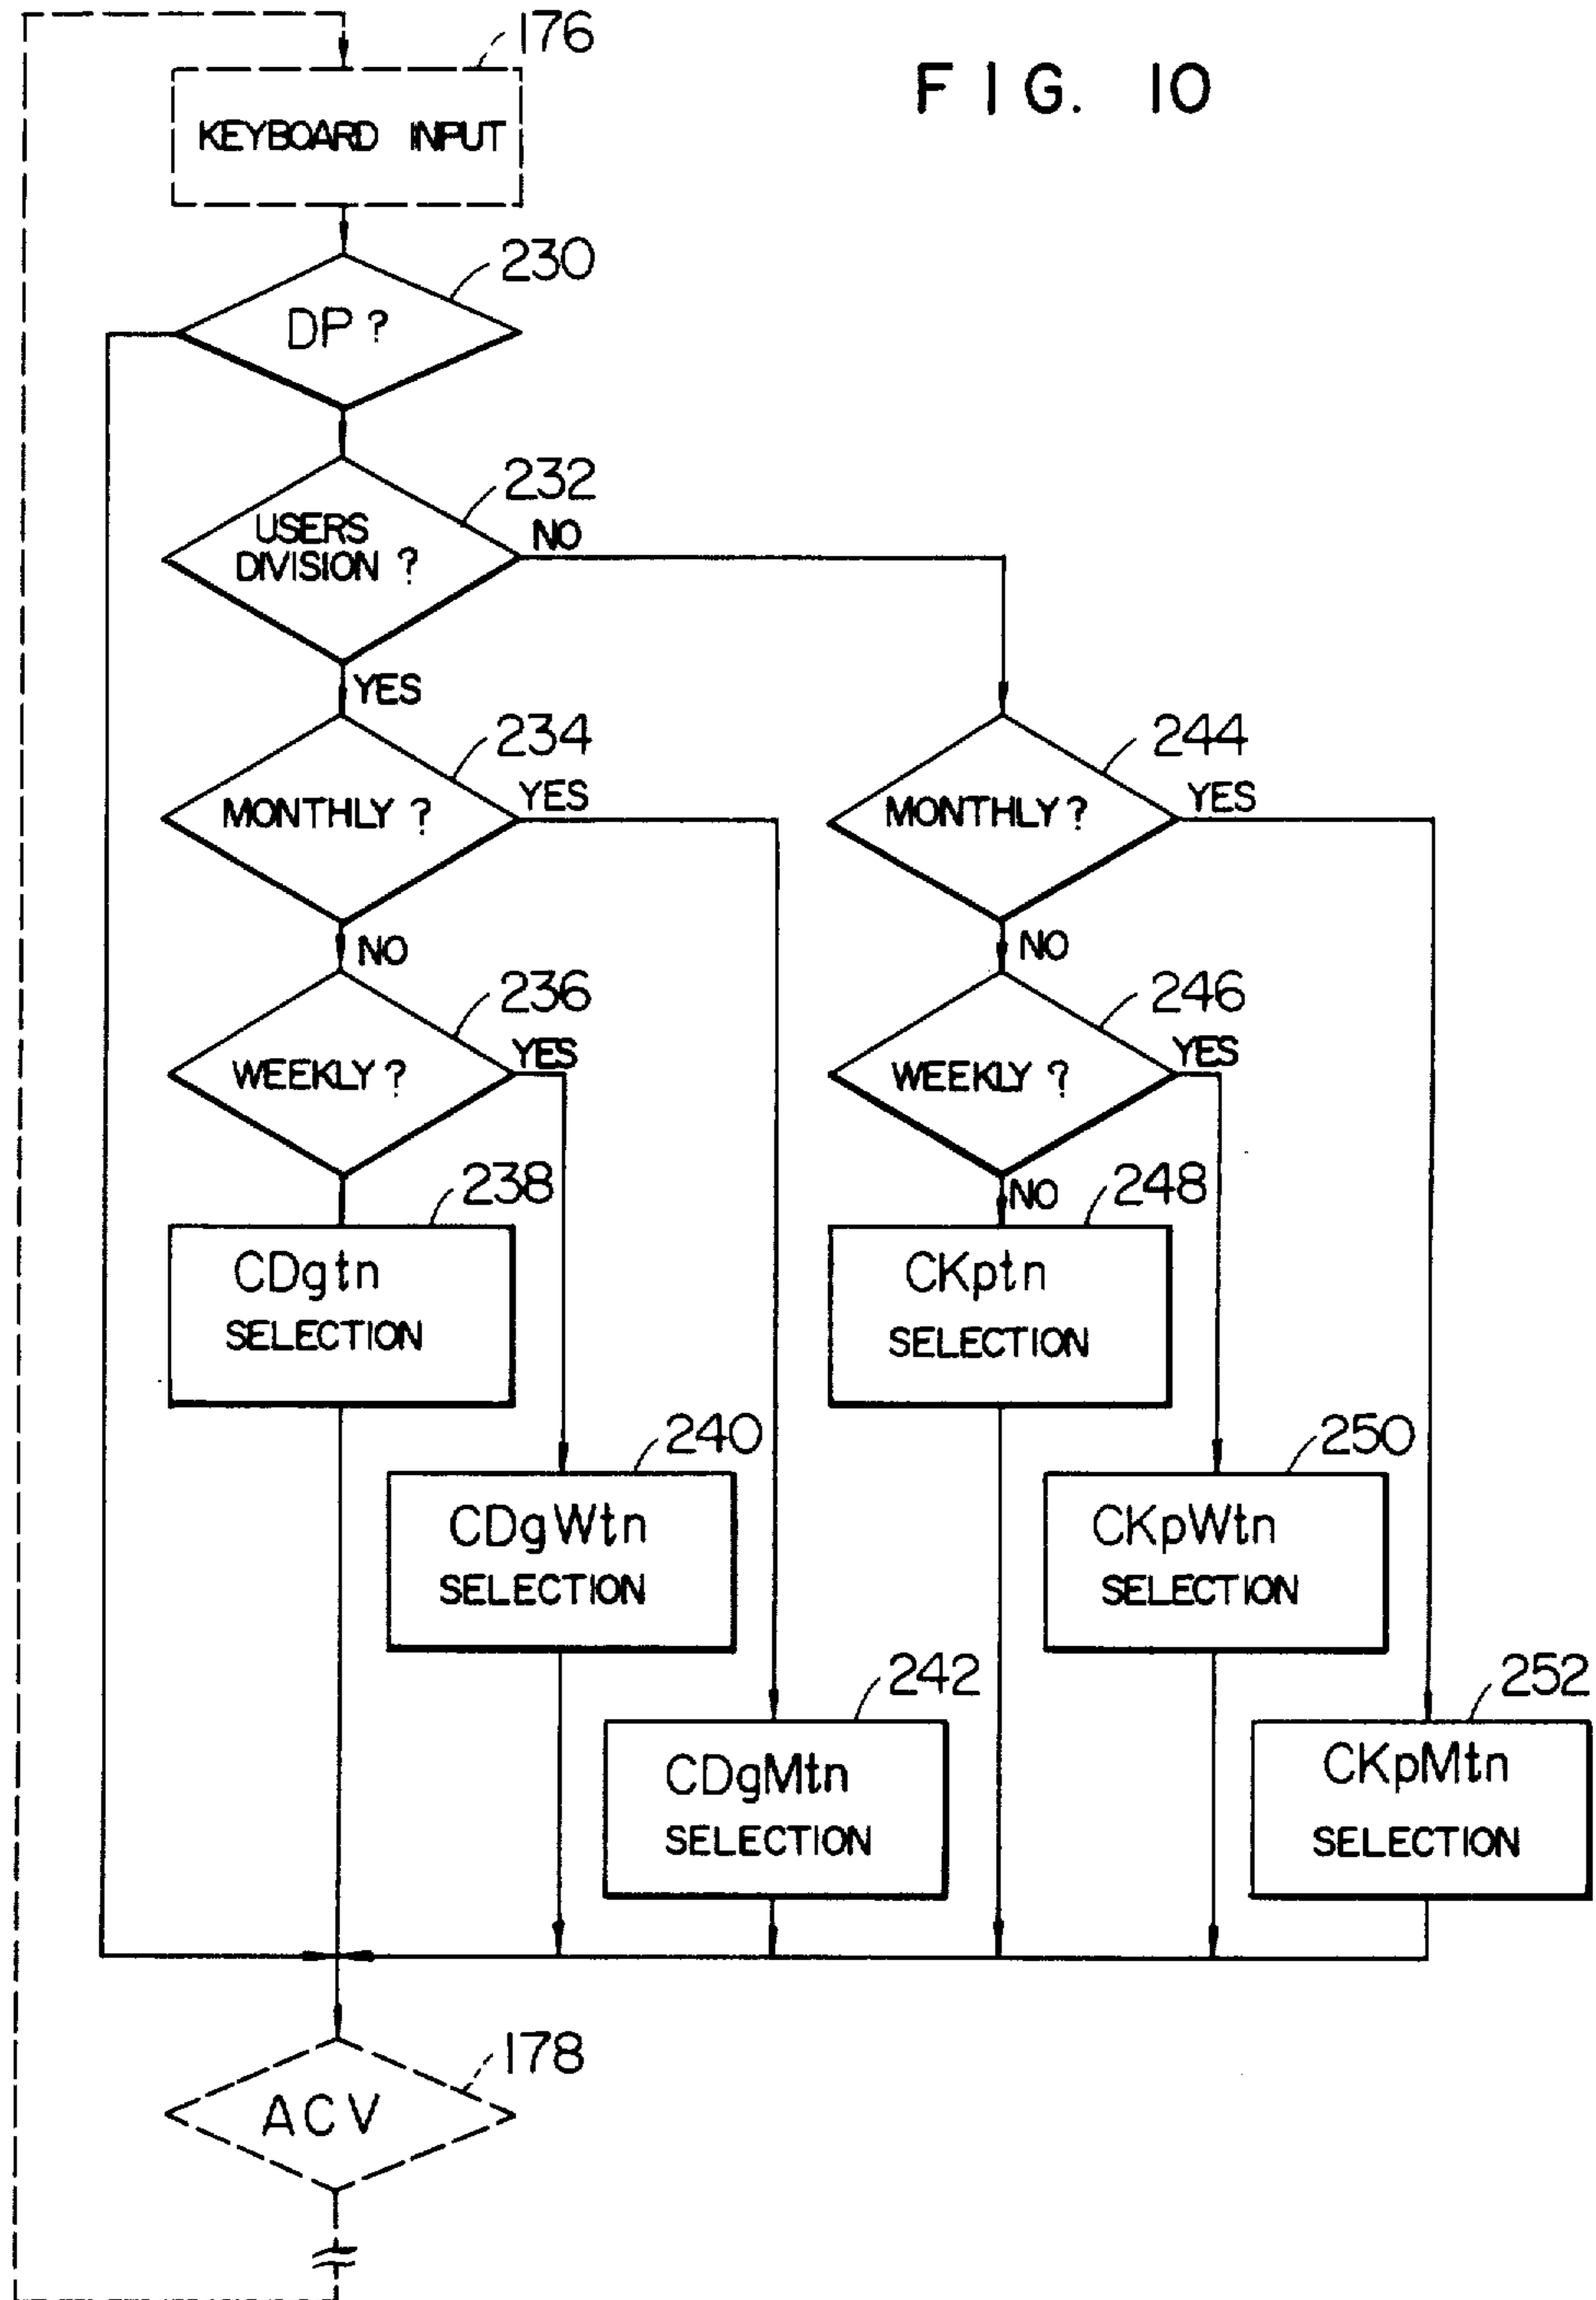 FIG. 10
176
KEYBOARD INPUT
230
DP ?
232
USERS
DIVISION ?
NO
YES
234
MONTHLY ?
YES
244
MONTHLY ?
YES
NO
NO
236
WEEKLY ?
YES
246
WEEKLY ?
YES
238
CDgtn
SELECTION
NO
248
CKptn
SELECTION
240
CDgWtn
SELECTION
250
CKpWtn
SELECTION
242
CDgMtn
SELECTION
252
CKpMtn
SELECTION
178
ACV